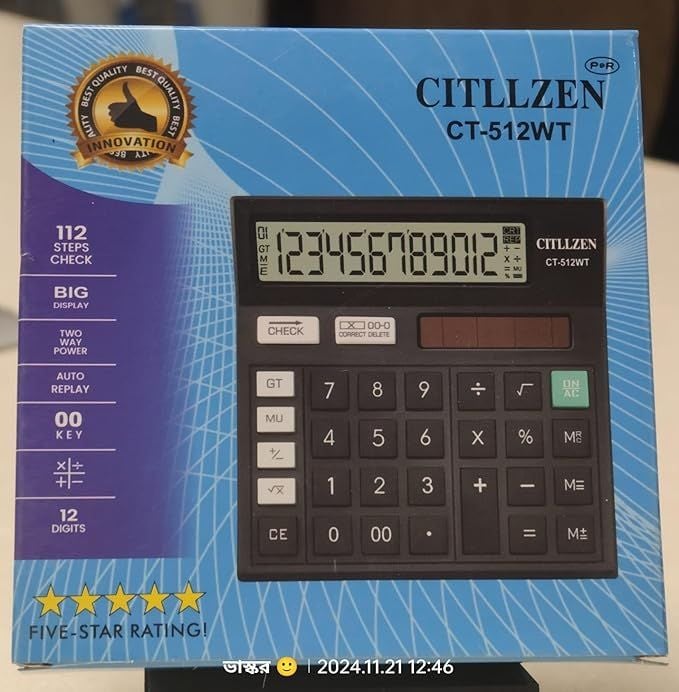 BEST QUALITY BEST QUALITY BEST
INNOVATION
P&R
CITLLZEN
CT-512WT
112
STEPS
CHECK
BIG
DISPLAY
TWO
WAY
POWER
AUTO
REPLAY
00
KEY
×÷
+−
12
DIGITS
GT
M
E
123456789012
CITLLZEN
CT-512WT
CHECK
X 00-0
CORRECT DELETE
GT 7 8 9 ÷ √ ON AC
MU 4 5 6 X % MRC
+/− 1 2 3 + − M=
√x
CE 0 00 . = M±
FIVE-STAR RATING!
ভাস্কর 🙂 | 2024.11.21 12:46